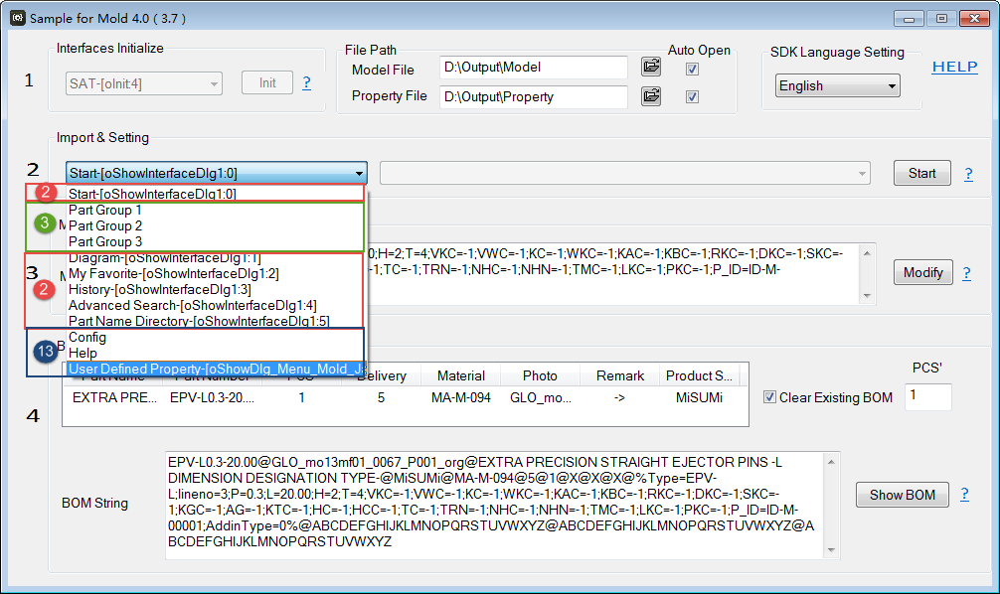 Sample for Mold 4.0 ( 3.7 )
Interfaces Initialize
File Path
Auto Open
SDK Language Setting
HELP
1
SAT-[oInit:4]
Init
?
Model File
D:\Output\Model
Property File
D:\Output\Property
English
Import & Setting
2
Start-[oShowInterfaceDlg1:0]
Start
?
2
Start-[oShowInterfaceDlg1:0]
3
Part Group 1
Part Group 2
Part Group 3
3
2
Diagram-[oShowInterfaceDlg1:1]
My Favorite-[oShowInterfaceDlg1:2]
History-[oShowInterfaceDlg1:3]
Advanced Search-[oShowInterfaceDlg1:4]
Part Name Directory-[oShowInterfaceDlg1:5]
0;H=2;T=4;VKC=-1;VWC=-1;KC=-1;WKC=-1;KAC=-1;KBC=-1;RKC=-1;DKC=-1;SKC=-
-1;TC=-1;TRN=-1;NHC=-1;NHN=-1;TMC=-1;LKC=-1;PKC=-1;P_ID=ID-M-
Modify
?
13
Config
Help
User Defined Property-[oShowDlg_Menu_Mold_J
Part Name Part Number PCS Delivery Material Photo Remark Product S...
EXTRA PRE... EPV-L0.3-20.... 1 5 MA-M-094 GLO_mo... -> MiSUMi
Clear Existing BOM
PCS'
1
4
BOM String
EPV-L0.3-20.00@GLO_mo13mf01_0067_P001_org@EXTRA PRECISION STRAIGHT EJECTOR PINS -L
DIMENSION DESIGNATION TYPE-@MiSUMi@MA-M-094@5@1@X@X@X@%Type=EPV-
L;lineno=3;P=0.3;L=20.00;H=2;T=4;VKC=-1;VWC=-1;KC=-1;WKC=-1;KAC=-1;KBC=-1;RKC=-1;DKC=-1;SKC=-
1;KGC=-1;AG=-1;KTC=-1;HC=-1;HCC=-1;TC=-1;TRN=-1;NHC=-1;NHN=-1;TMC=-1;LKC=-1;PKC=-1;P_ID=ID-M-
00001;AddinType=0%@ABCDEFGHIJKLMNOPQRSTUVWXYZ@ABCDEFGHIJKLMNOPQRSTUVWXYZ@A
BCDEFGHIJKLMNOPQRSTUVWXYZ
Show BOM
?